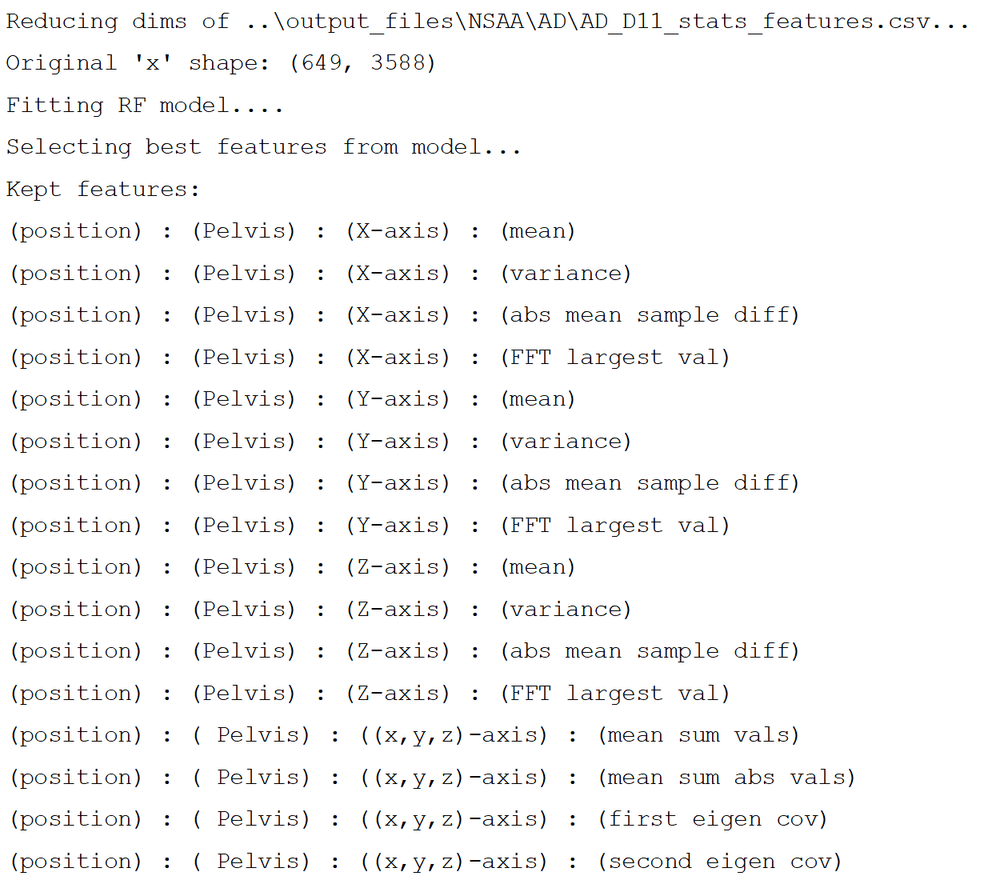 Reducing dims of ..\output_files\NSAA\AD\AD_D11_stats_features.csv...
Original 'x' shape: (649, 3588)
Fitting RF model....
Selecting best features from model...
Kept features:
(position) : (Pelvis) : (X-axis) : (mean)
(position) : (Pelvis) : (X-axis) : (variance)
(position) : (Pelvis) : (X-axis) : (abs mean sample diff)
(position) : (Pelvis) : (X-axis) : (FFT largest val)
(position) : (Pelvis) : (Y-axis) : (mean)
(position) : (Pelvis) : (Y-axis) : (variance)
(position) : (Pelvis) : (Y-axis) : (abs mean sample diff)
(position) : (Pelvis) : (Y-axis) : (FFT largest val)
(position) : (Pelvis) : (Z-axis) : (mean)
(position) : (Pelvis) : (Z-axis) : (variance)
(position) : (Pelvis) : (Z-axis) : (abs mean sample diff)
(position) : (Pelvis) : (Z-axis) : (FFT largest val)
(position) : ( Pelvis) : ((x,y,z)-axis) : (mean sum vals)
(position) : ( Pelvis) : ((x,y,z)-axis) : (mean sum abs vals)
(position) : ( Pelvis) : ((x,y,z)-axis) : (first eigen cov)
(position) : ( Pelvis) : ((x,y,z)-axis) : (second eigen cov)